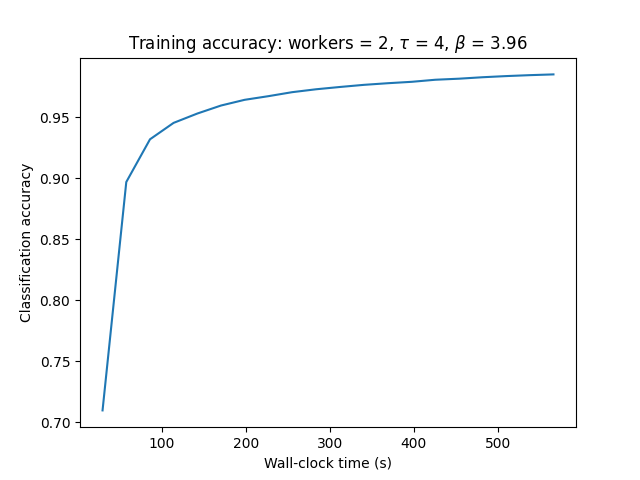 Training accuracy: workers = 2, τ = 4, β = 3.96
0.95
0.90
0.85
0.80
0.75
0.70
Classification accuracy
100 200 300 400 500
Wall-clock time (s)